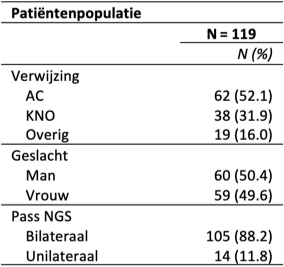 Patiëntenpopulatie
N = 119
N (%)
Verwijzing
AC 62 (52.1)
KNO 38 (31.9)
Overig 19 (16.0)
Geslacht
Man 60 (50.4)
Vrouw 59 (49.6)
Pass NGS
Bilateraal 105 (88.2)
Unilateraal 14 (11.8)